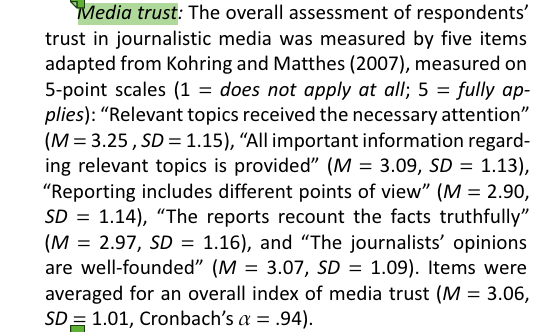 Media trust: The overall assessment of respondents’
trust in journalistic media was measured by five items
adapted from Kohring and Matthes (2007), measured on
5-point scales (1 = does not apply at all; 5 = fully ap-
plies): “Relevant topics received the necessary attention”
(M = 3.25 , SD = 1.15), “All important information regard-
ing relevant topics is provided” (M = 3.09, SD = 1.13),
“Reporting includes different points of view” (M = 2.90,
SD = 1.14), “The reports recount the facts truthfully”
(M = 2.97, SD = 1.16), and “The journalists’ opinions
are well-founded” (M = 3.07, SD = 1.09). Items were
averaged for an overall index of media trust (M = 3.06,
SD = 1.01, Cronbach’s α = .94).